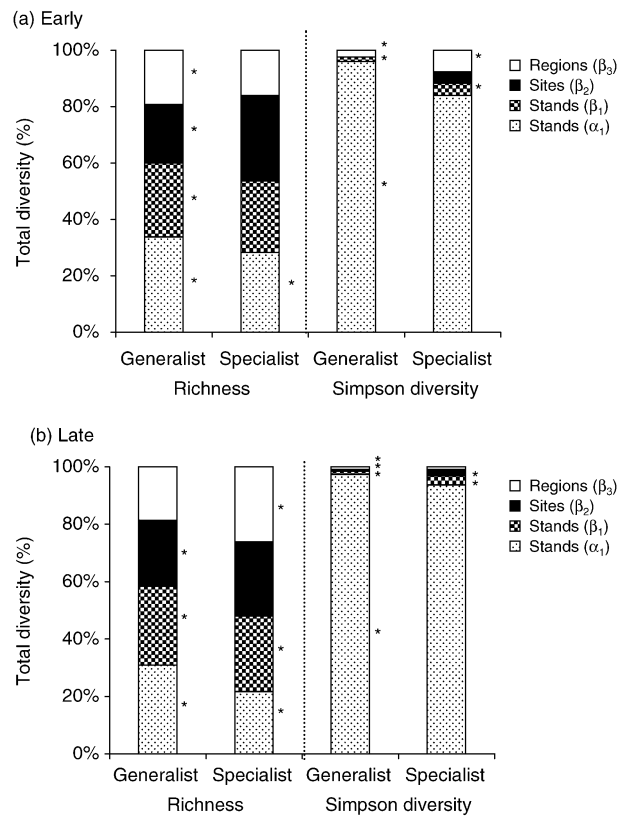 (a) Early
Total diversity (%)
100%
80%
60%
40%
20%
0%
* * * *
*
* * *
* *
Generalist Specialist Generalist Specialist
Richness Simpson diversity
Regions (β₃)
Sites (β₂)
Stands (β₁)
Stands (α₁)
(b) Late
Total diversity (%)
100%
80%
60%
40%
20%
0%
* * *
* * *
* * * *
* *
Generalist Specialist Generalist Specialist
Richness Simpson diversity
Regions (β₃)
Sites (β₂)
Stands (β₁)
Stands (α₁)